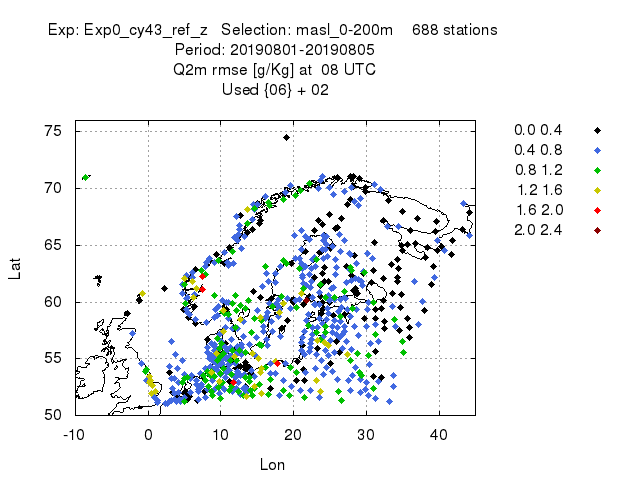 Exp: Exp0_cy43_ref_z Selection: masl_0-200m 688 stations
Period: 20190801-20190805
Q2m rmse [g/Kg] at 08 UTC
Used {06} + 02
75
70
65
60
55
50
-10 0 10 20 30 40
Lat
Lon
0.0 0.4
0.4 0.8
0.8 1.2
1.2 1.6
1.6 2.0
2.0 2.4